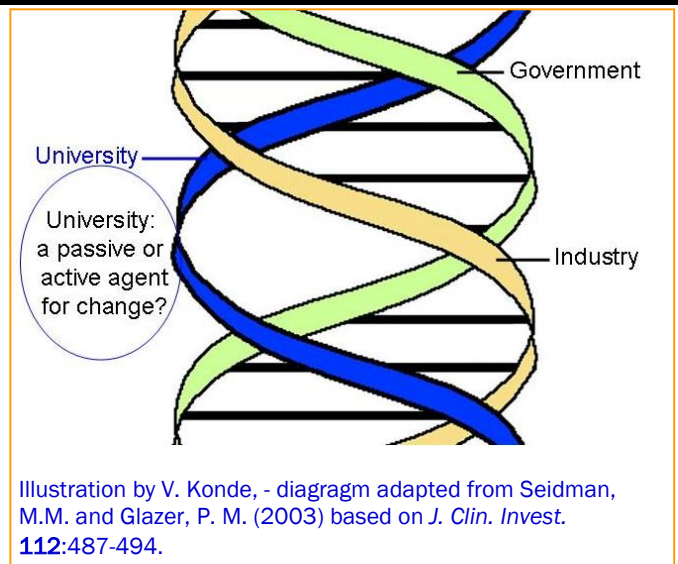 Government
University
University:
a passive or
active agent
for change?
Industry
Illustration by V. Konde, - diagragm adapted from Seidman,
M.M. and Glazer, P. M. (2003) based on J. Clin. Invest.
112:487-494.